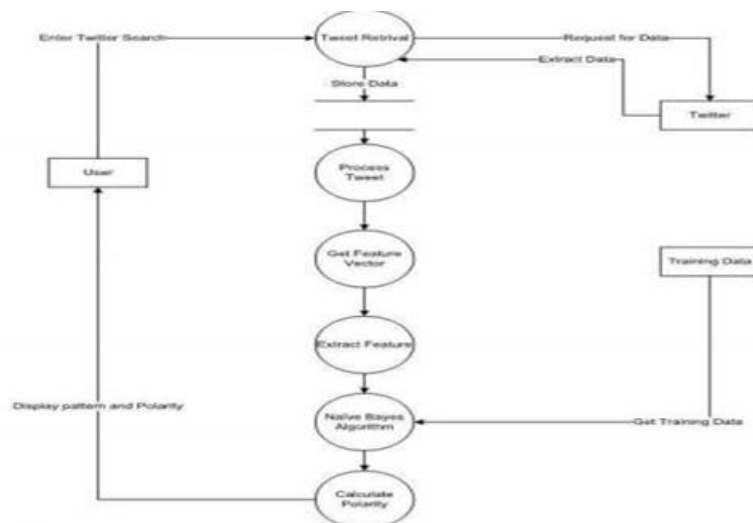 Enter Twitter Search
Tweet Retrival
Request for Data
Extract Data
Store Data
Twitter
User
Process
Tweet
Get Feature
Vector
Training Data
Extract Feature
Display pattern and Polarity
Naïve Bayes
Algorithm
Get Training Data
Calculate
Polarity